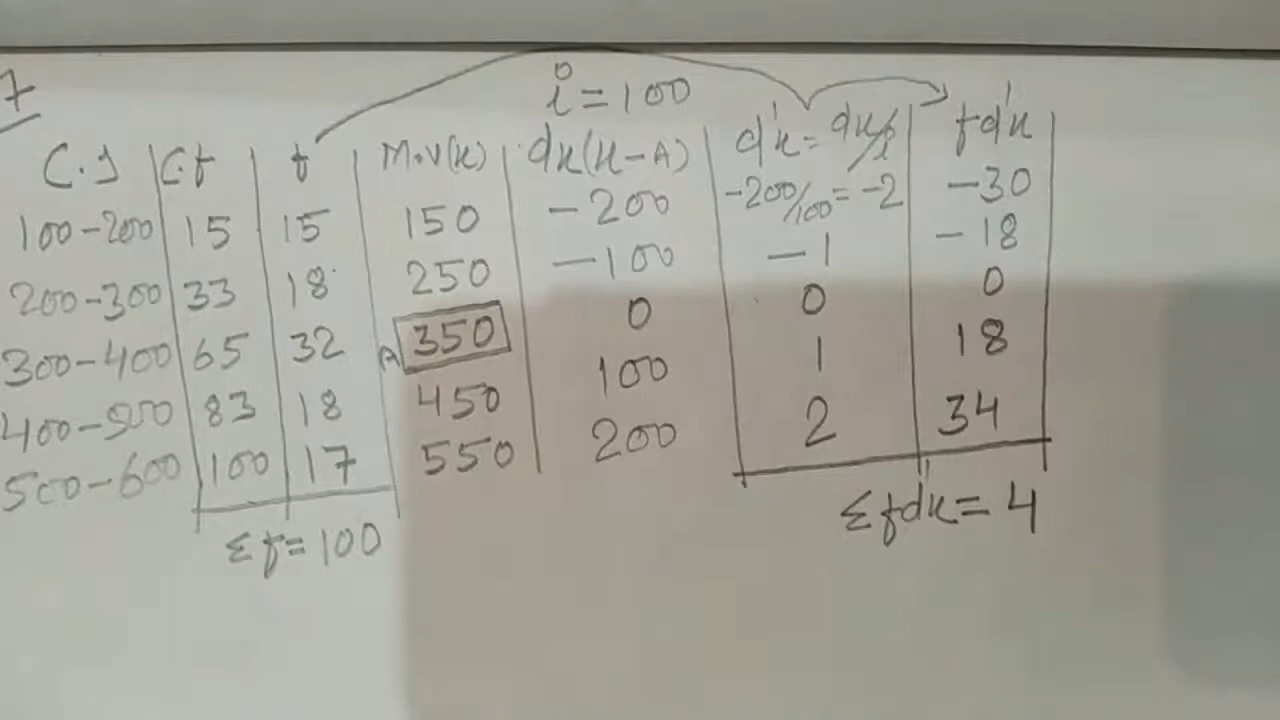 7
i = 100
C.I C.f f M.V(x) dx(x-A) d'x = dx/i fd'x
100-200 15 15 150 -200 -200/100 = -2 -30
200-300 33 18 250 -100 -1 -18
300-400 65 32 A 350 0 0 0
400-500 83 18 450 100 1 18
500-600 100 17 550 200 2 34
Σf = 100 Σfd'x = 4